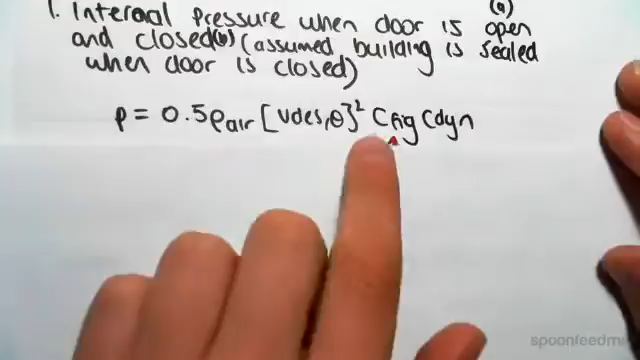 (a)
1. Internal Pressure when door is open
and closed(b) (assumed building is sealed
when door is closed)
p = 0.5ρair [Vdes,θ]² Cfig Cdyn
spoonfeedme